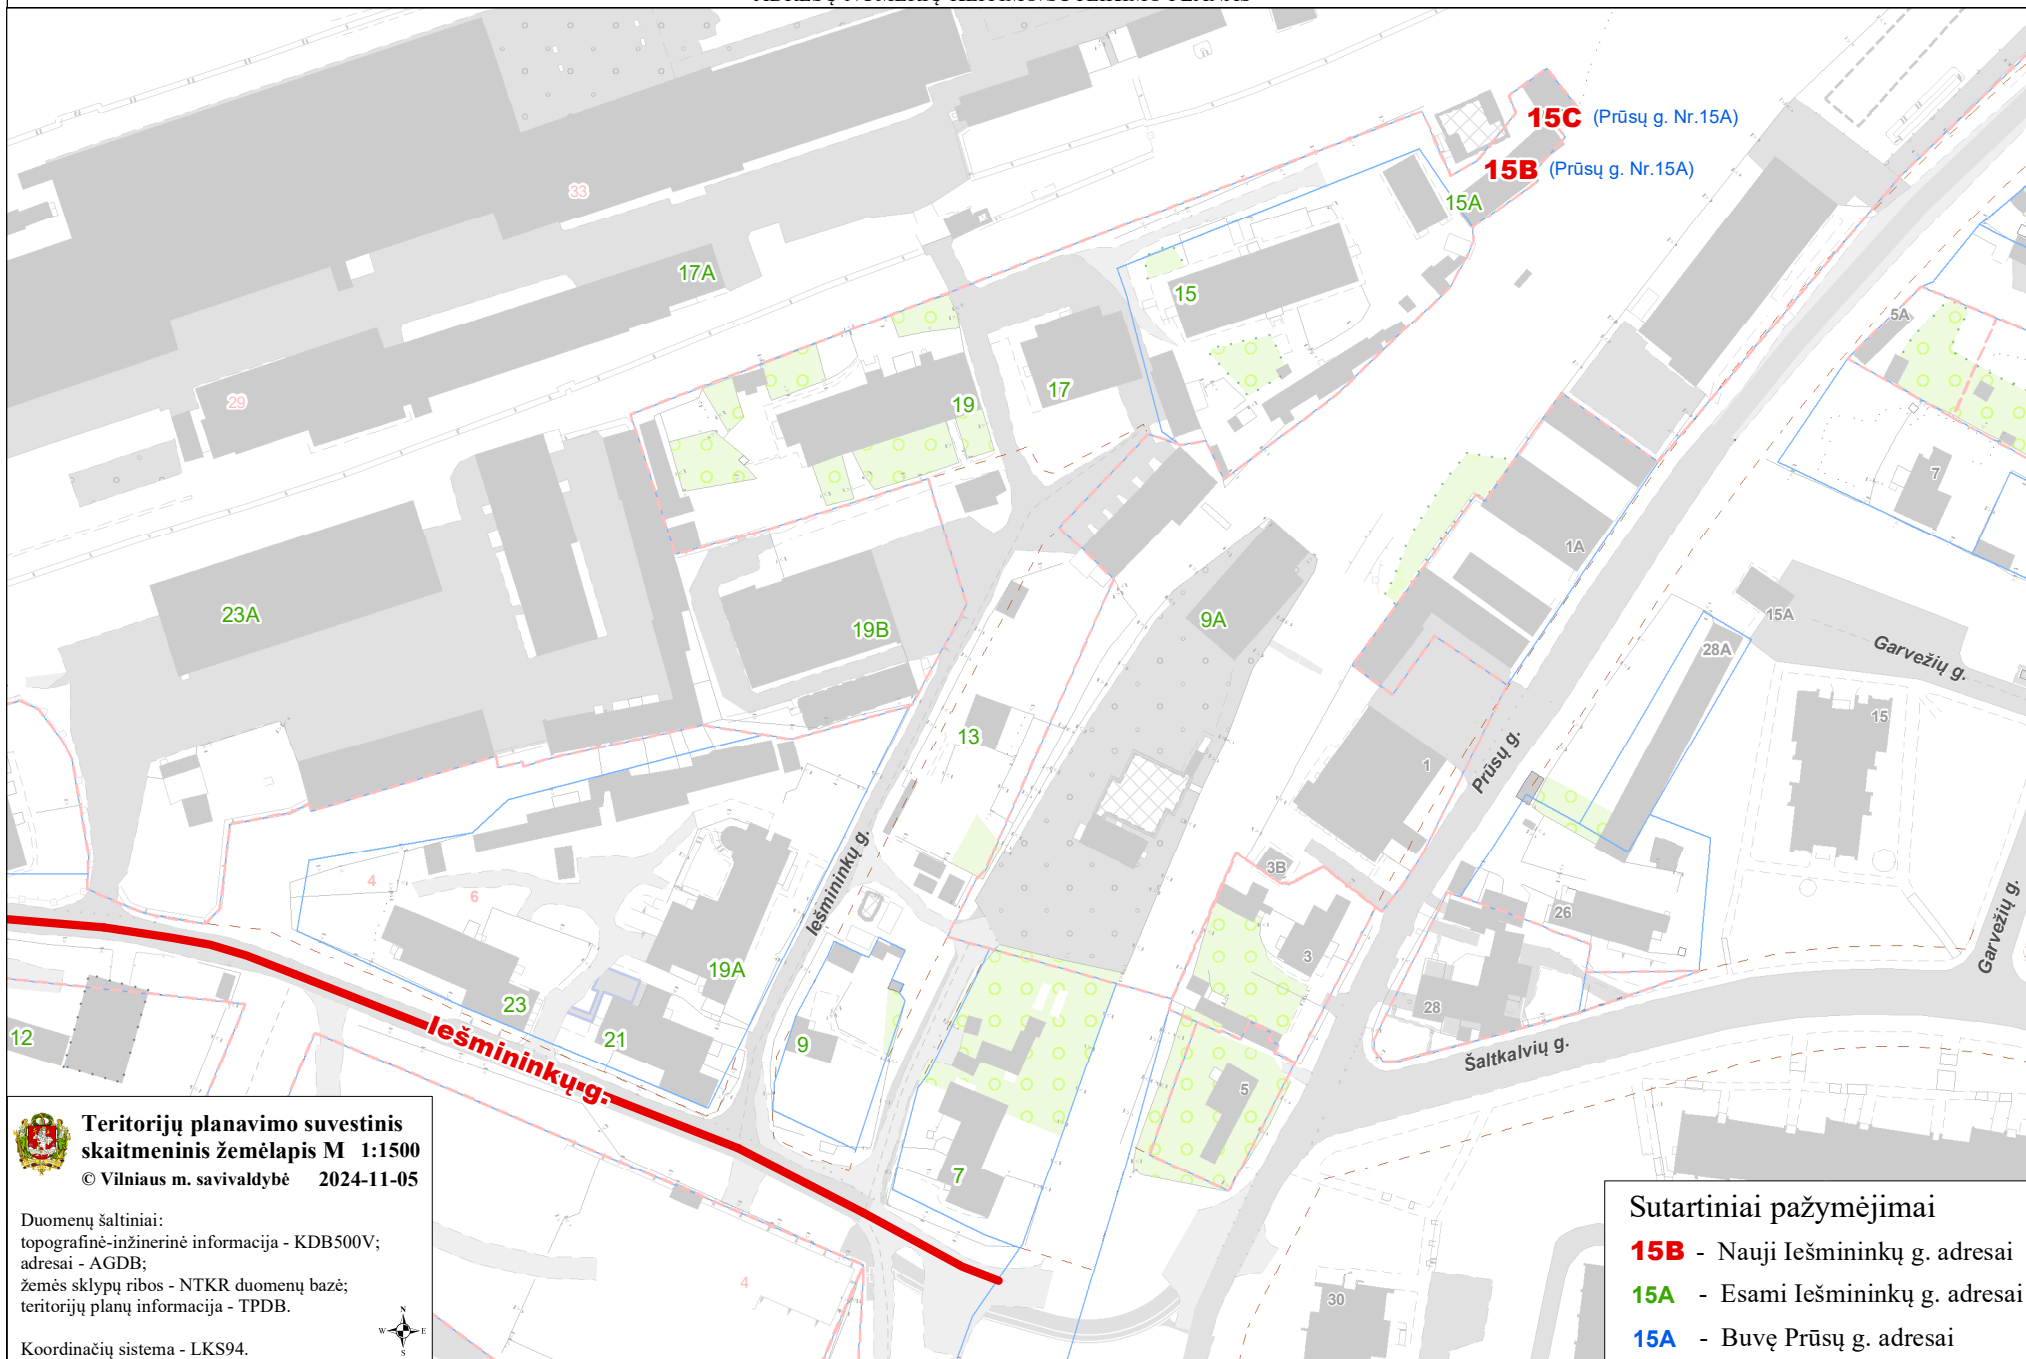 15C (Prūsų g. Nr.15A)
15B (Prūsų g. Nr.15A)
15A
33
17A
15
5A
29
19
17
7
1A
23A
19B
9A
15A
28A
Garvežių g.
15
13
1
Prūsų g.
Iešmininkų g.
3B
4
6
26
3
Garvežių g.
19A
23
28
12
21
9
Iešmininkų g.
Šaltkalvių g.
5
7
4
30
Teritorijų planavimo suvestinis
skaitmeninis žemėlapis M 1:1500
© Vilniaus m. savivaldybė 2024-11-05
Duomenų šaltiniai:
topografinė-inžinerinė informacija - KDB500V;
adresai - AGDB;
žemės sklypų ribos - NTKR duomenų bazė;
teritorijų planų informacija - TPDB.
Koordinačių sistema - LKS94.
N
W E
S
Sutartiniai pažymėjimai
15B - Nauji Iešmininkų g. adresai
15A - Esami Iešmininkų g. adresai
15A - Buvę Prūsų g. adresai